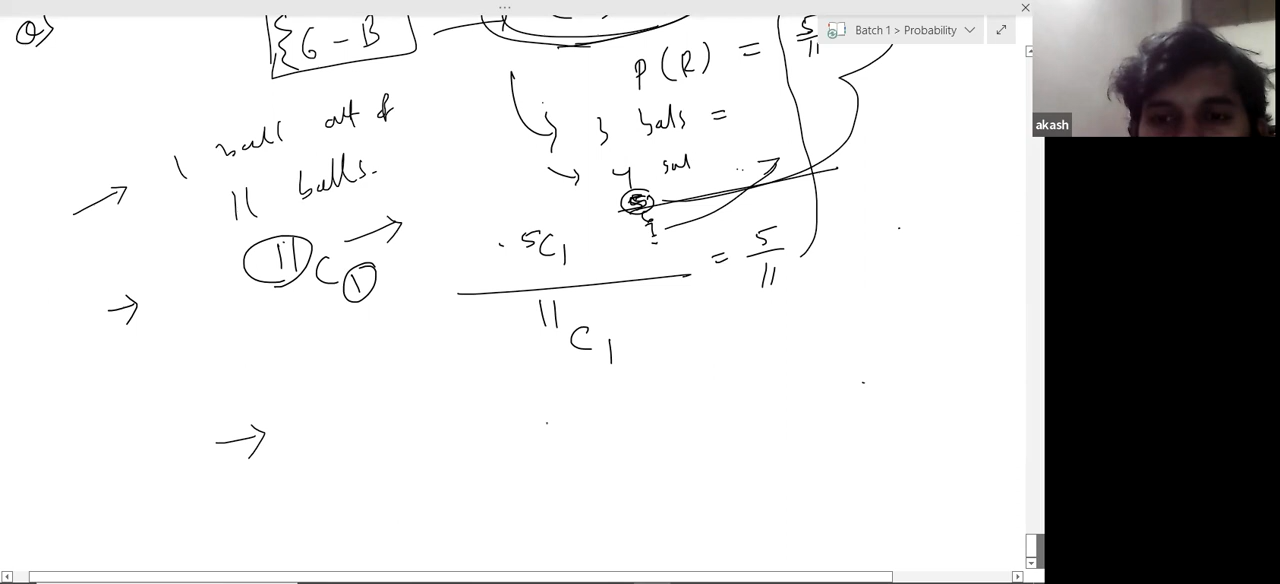 Q)
{6 - B
P(R) = 5/11
Batch 1 > Probability
akash
1 ball out of
11 balls.
3 balls =
4
11C1
5C1 / 11C1 = 5/11